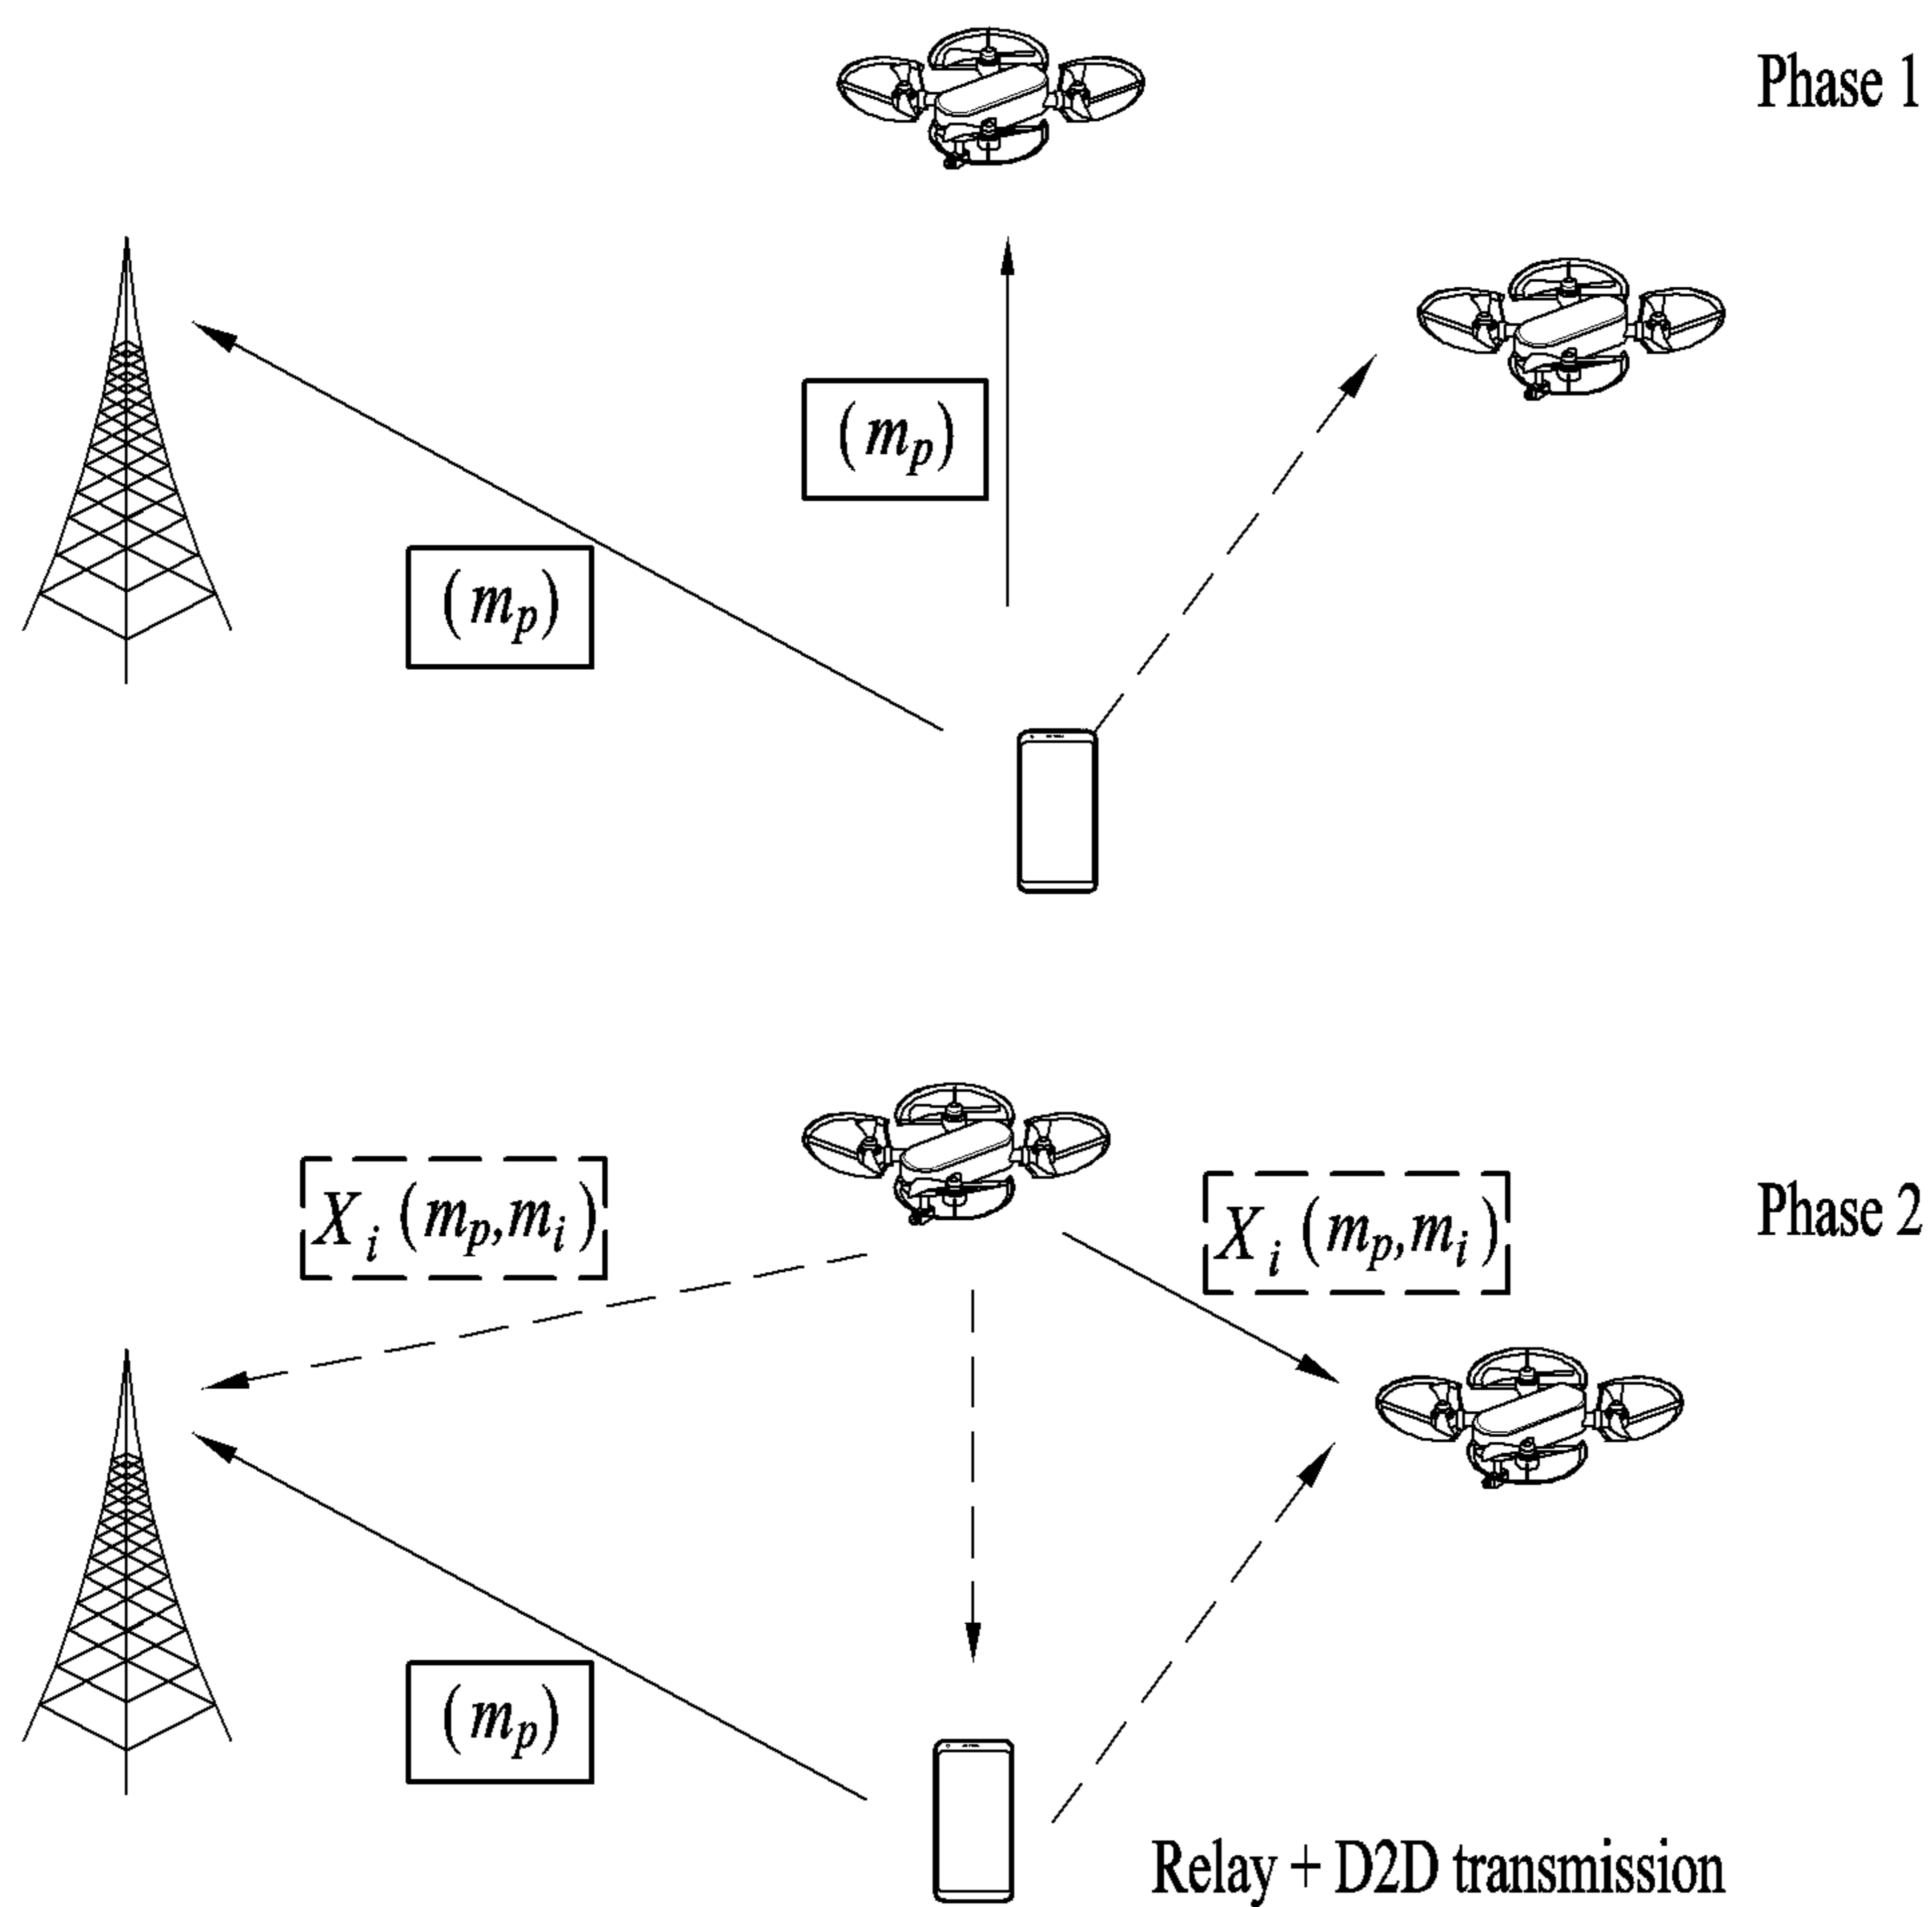 Phase 1
(m_p)
(m_p)
Phase 2
X_i (m_p,m_i)
X_i (m_p,m_i)
(m_p)
Relay + D2D transmission